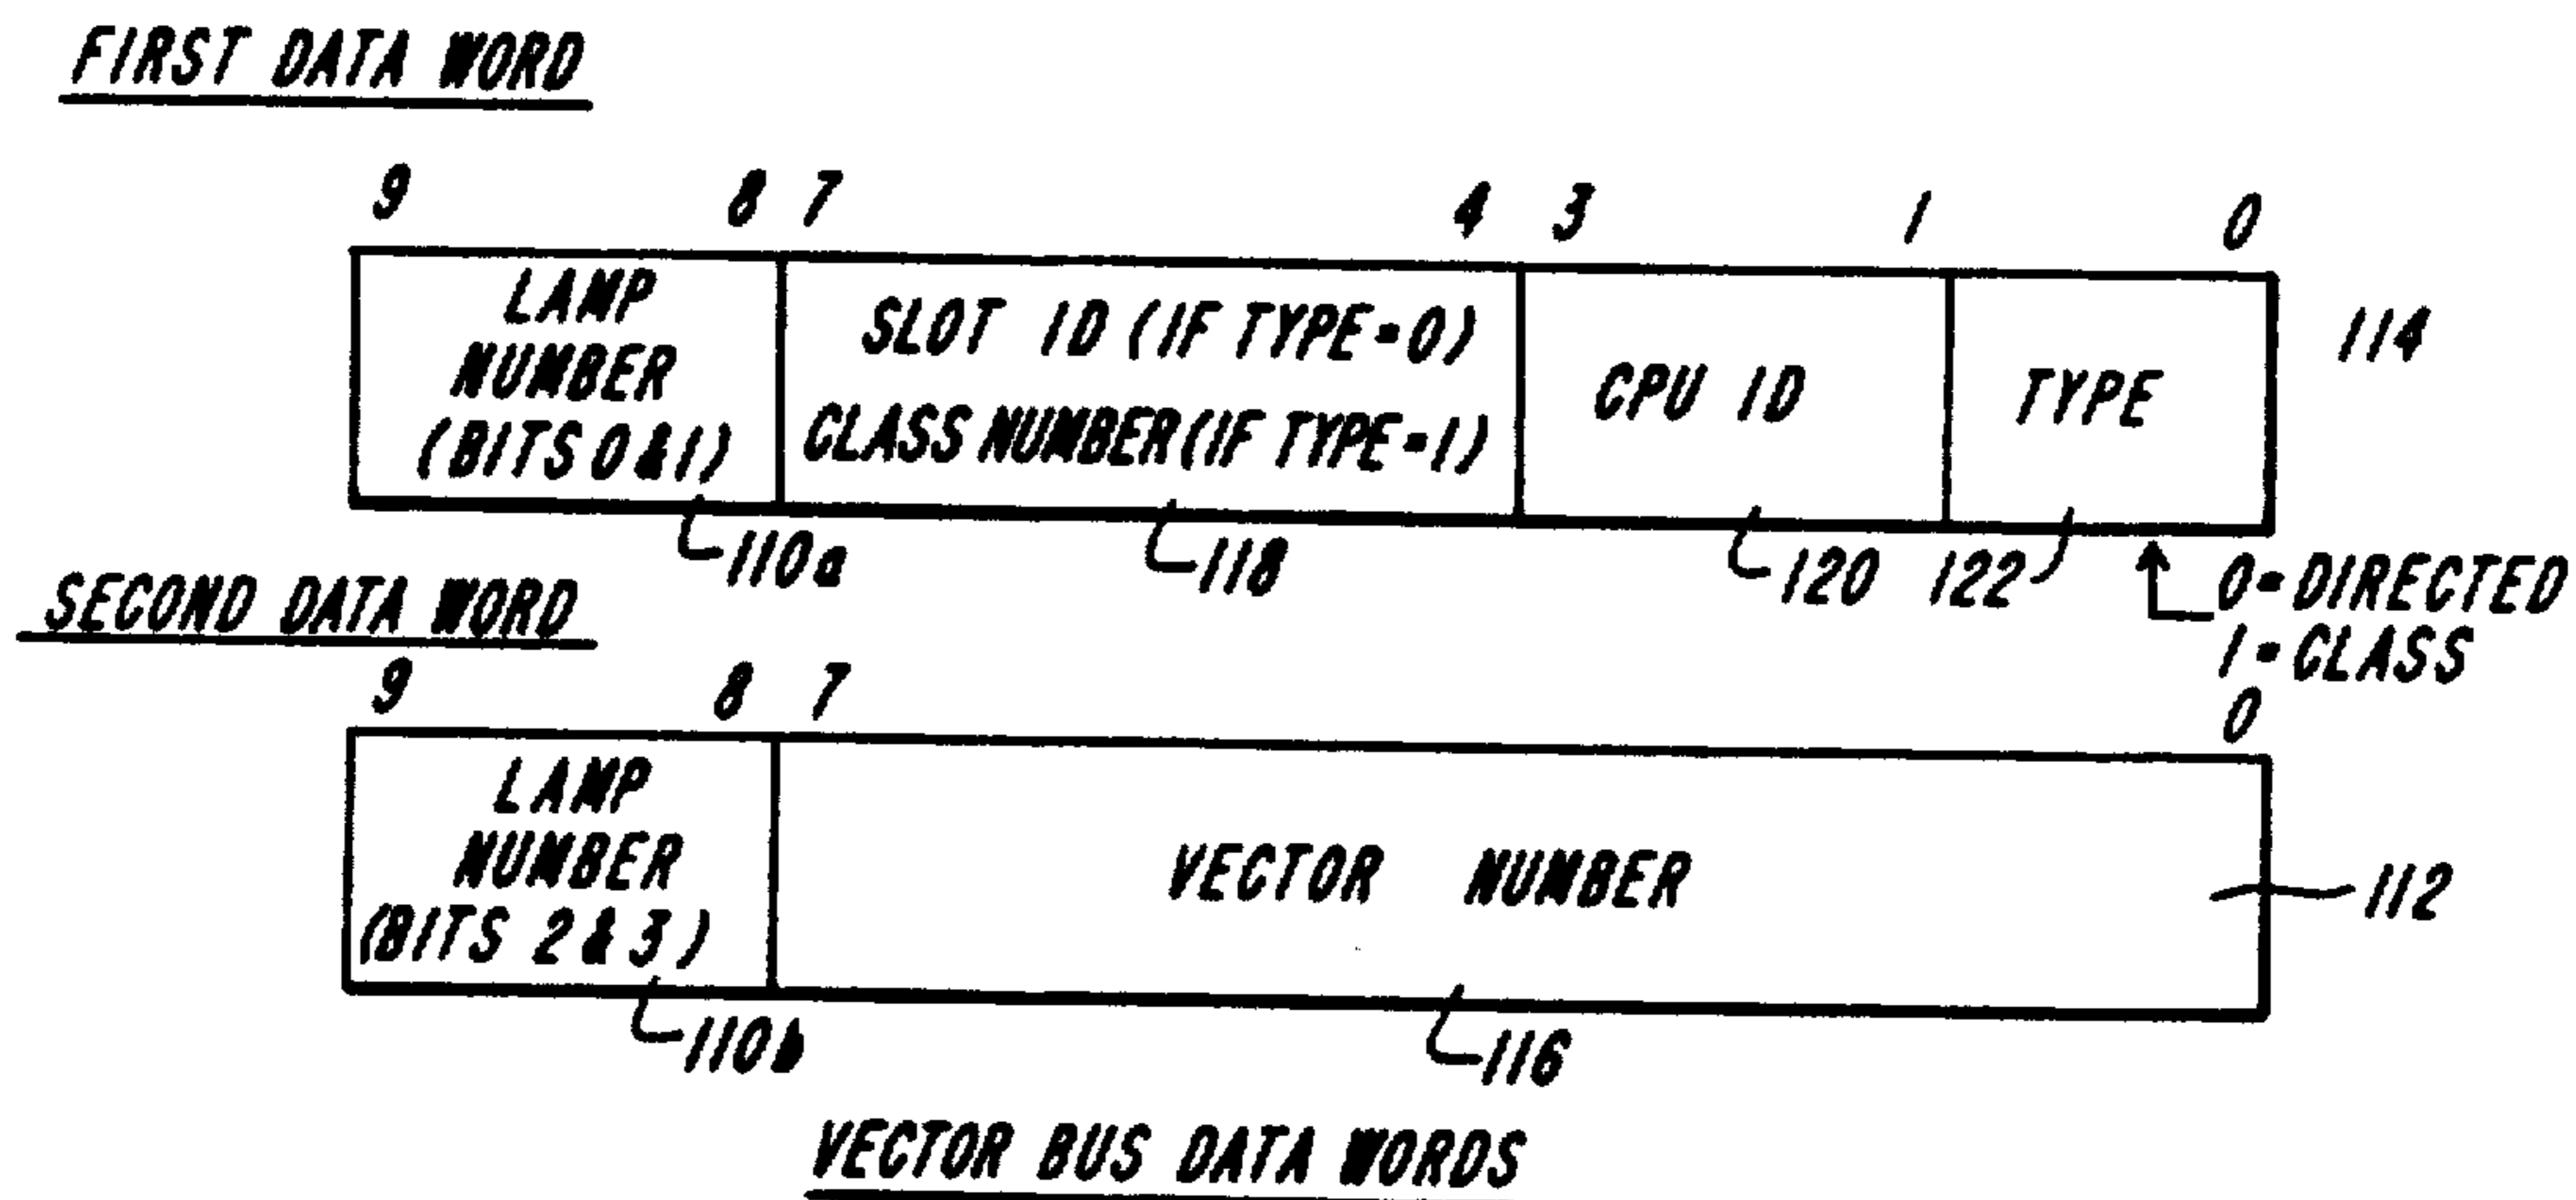 FIRST DATA WORD
9 8 7 4 3 1 0
LAMP
NUMBER
(BITS 0 & 1)
SLOT ID (IF TYPE=0)
CLASS NUMBER (IF TYPE=1)
CPU ID
TYPE
114
110a
118
120
122
0=DIRECTED
1=CLASS
SECOND DATA WORD
9 8 7 0
LAMP
NUMBER
(BITS 2 & 3)
VECTOR NUMBER
112
110b
116
VECTOR BUS DATA WORDS